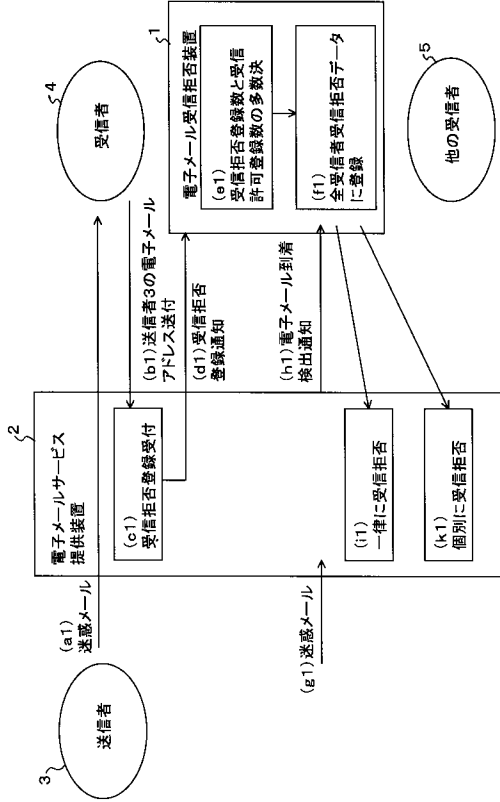 3
送信者
(a1)
迷惑メール
(g1)迷惑メール
2
電子メールサービス
提供装置
(c1)
受信拒否登録受付
(i1)
一律に受信拒否
(k1)
個別に受信拒否
(b1)送信者3の電子メール
アドレス送付
(d1)受信拒否
登録通知
(h1)電子メール到着
検出通知
4
受信者
1
電子メール受信拒否装置
(e1)
受信拒否登録数と受信
許可登録数の多数決
(f1)
全受信者受信拒否データ
に登録
5
他の受信者